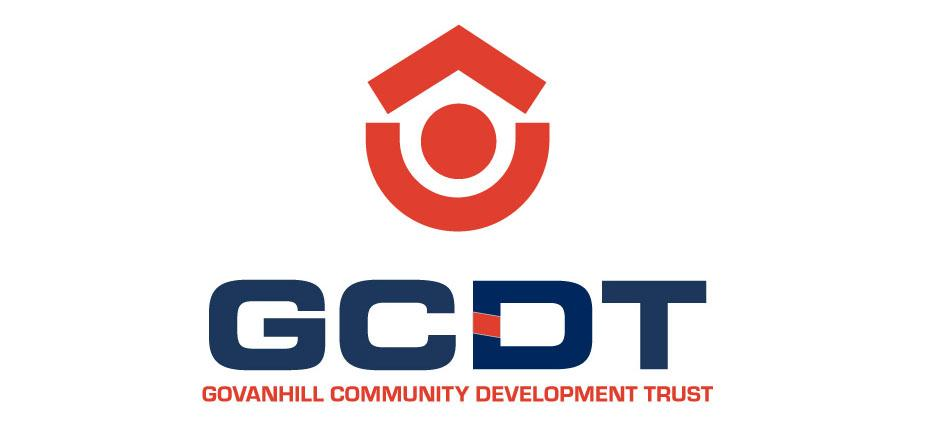 GCDT
GOVANHILL COMMUNITY DEVELOPMENT TRUST